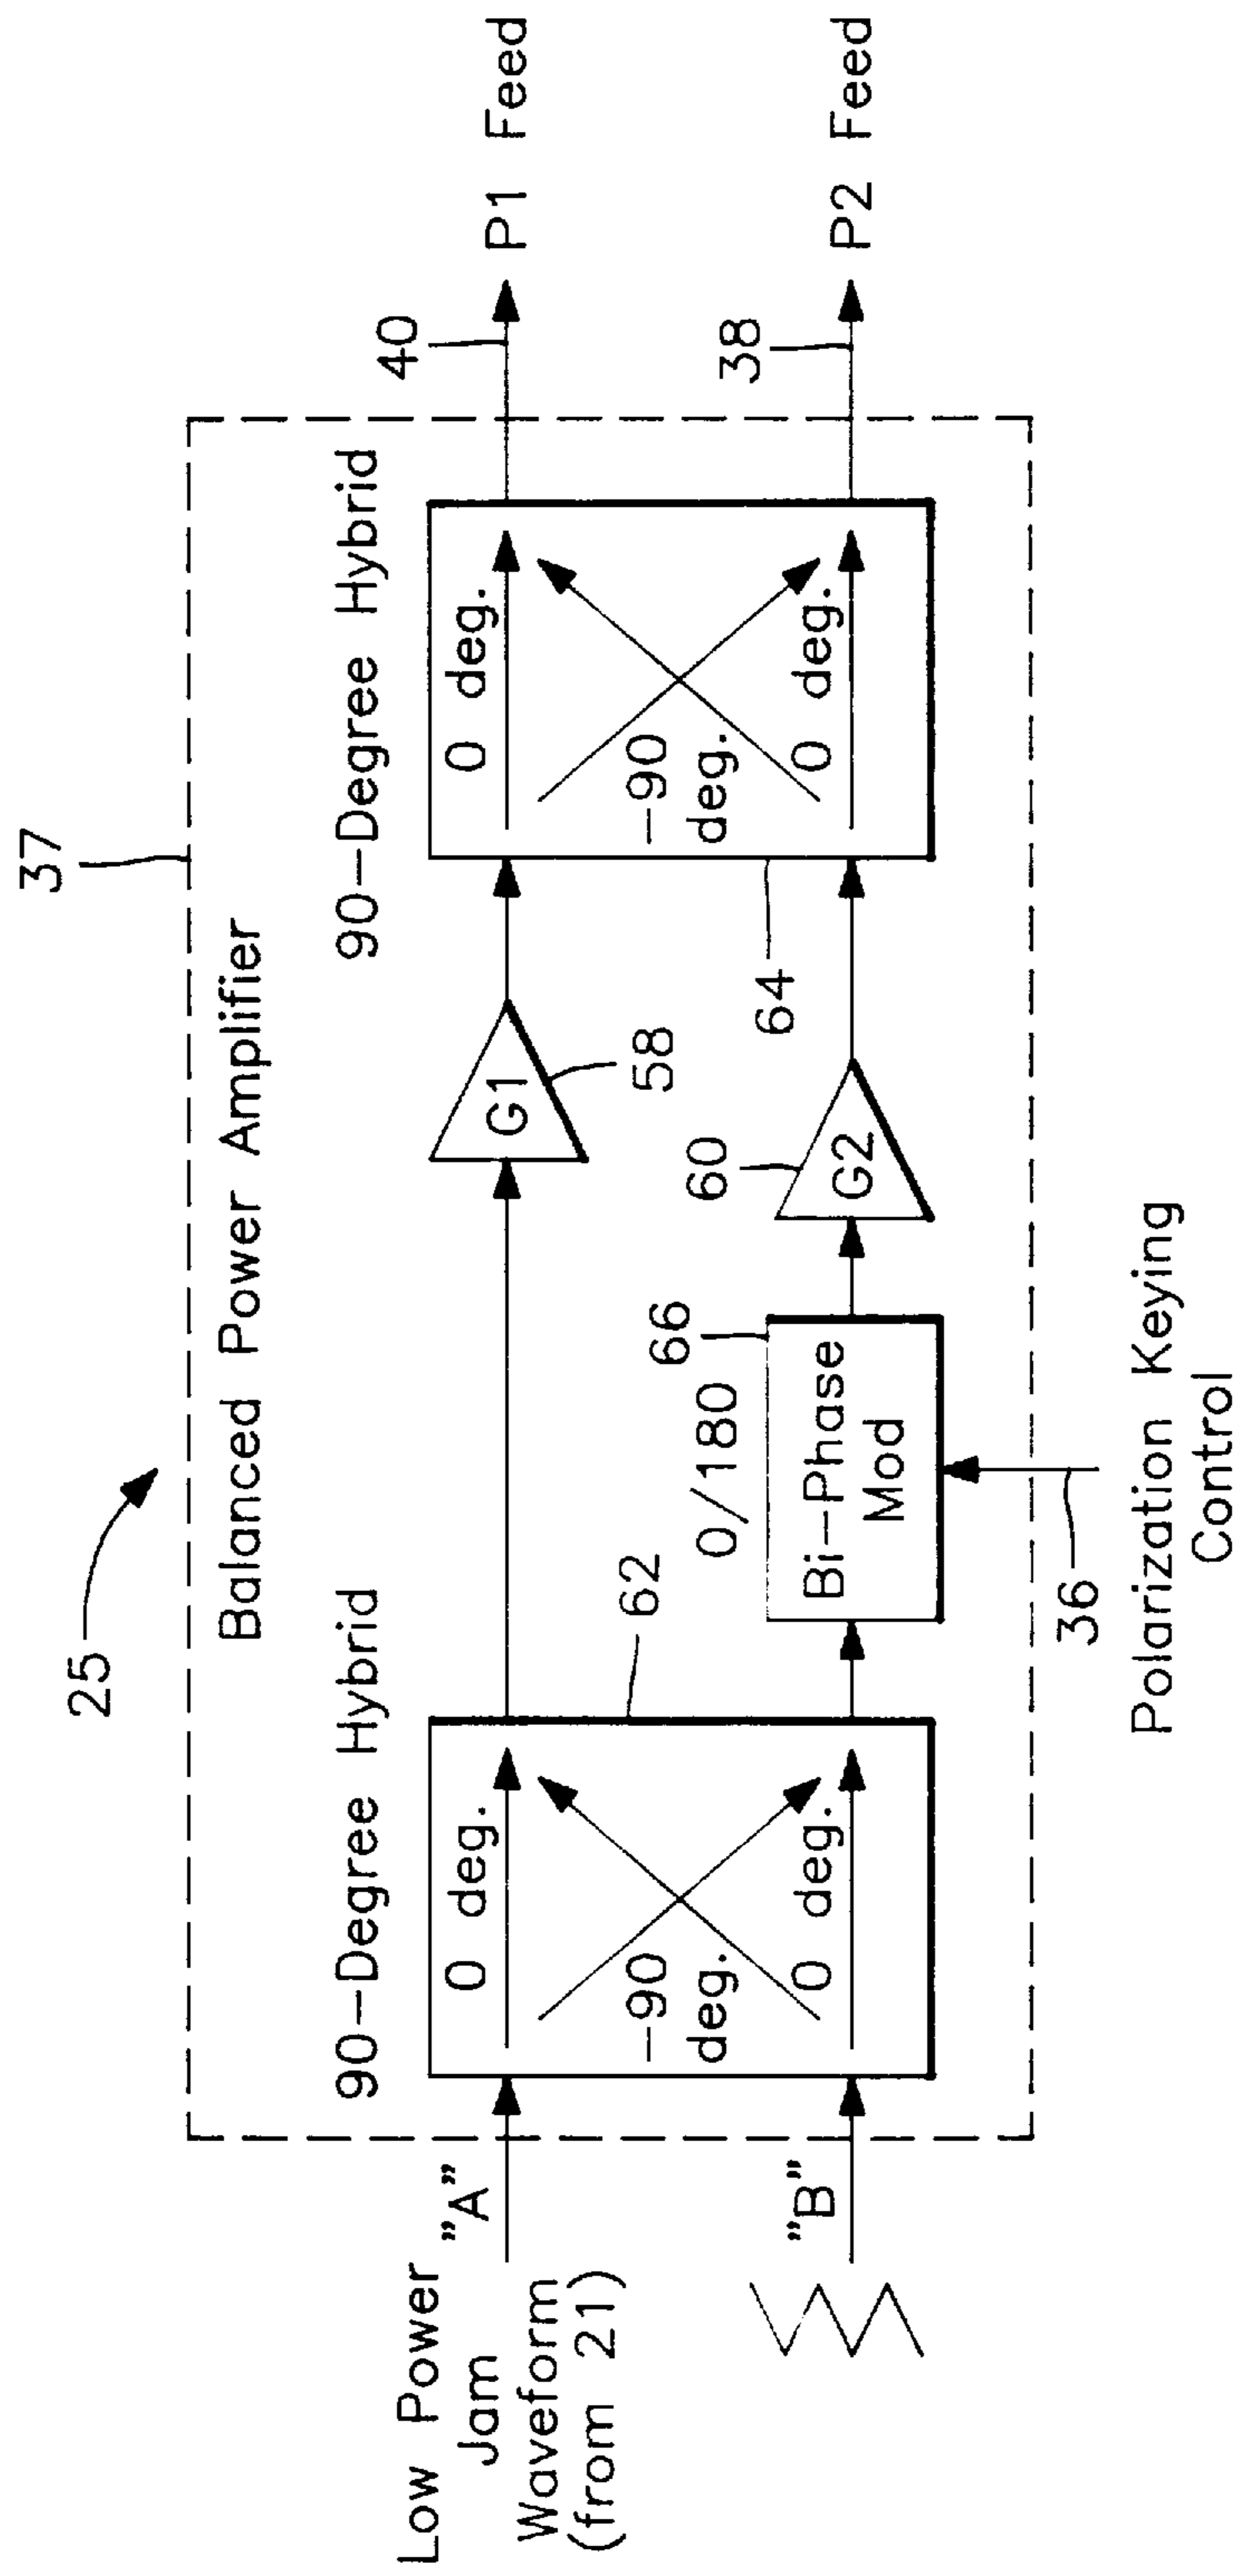 37
25
Balanced Power Amplifier
90-Degree Hybrid
90-Degree Hybrid
Low Power
Jam
Waveform
(from 21)
"A"
0 deg.
-90
deg.
0 deg.
62
G1
58
0 deg.
-90
deg.
0 deg.
64
40
P1 Feed
"B"
0/180
66
Bi-Phase
Mod
60
G2
38
P2 Feed
36
Polarization Keying
Control